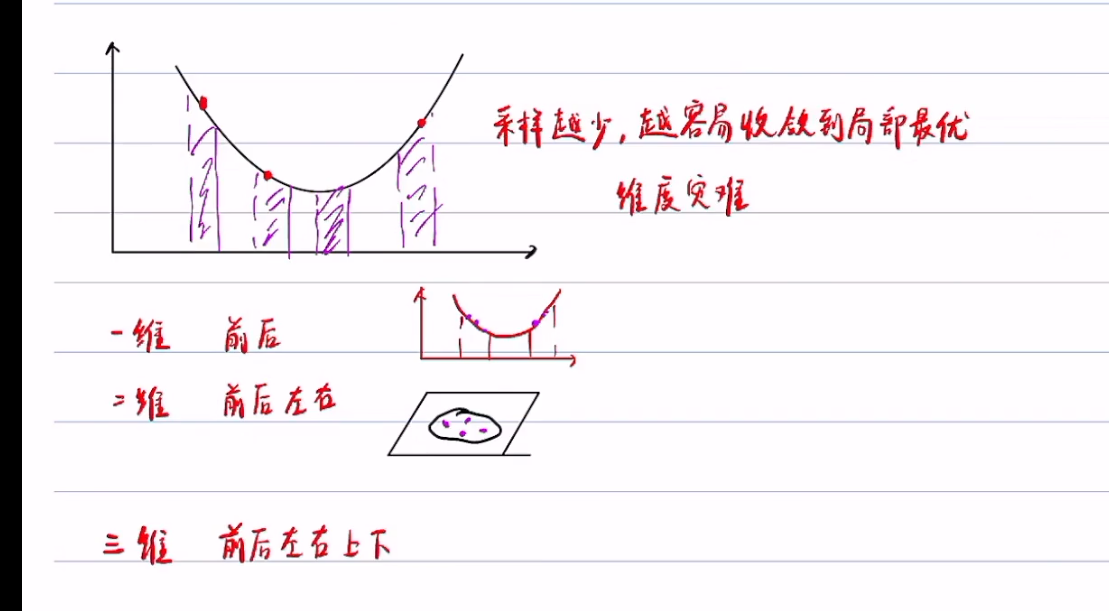 采样越少，越容易收敛到局部最优
维度灾难
一维 前后
二维 前后左右
三维 前后左右上下